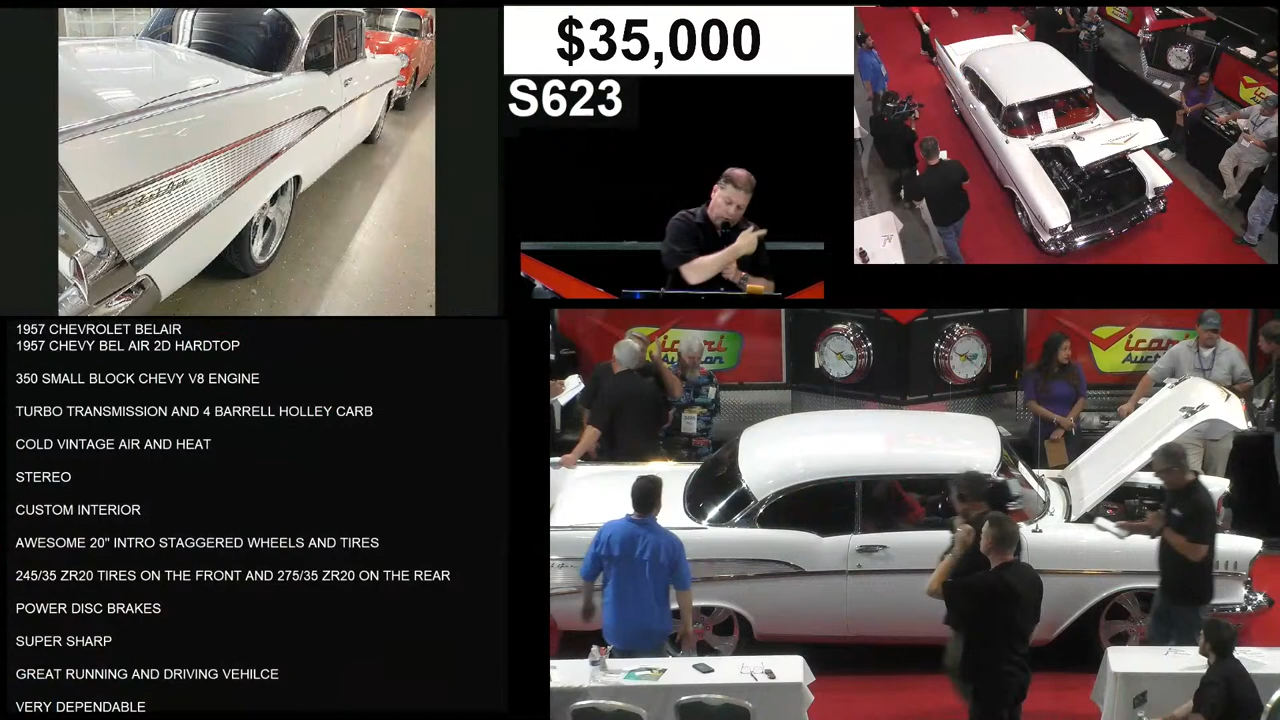 $35,000
S623
1957 CHEVROLET BELAIR
1957 CHEVY BEL AIR 2D HARDTOP
350 SMALL BLOCK CHEVY V8 ENGINE
TURBO TRANSMISSION AND 4 BARRELL HOLLEY CARB
COLD VINTAGE AIR AND HEAT
STEREO
CUSTOM INTERIOR
AWESOME 20" INTRO STAGGERED WHEELS AND TIRES
245/35 ZR20 TIRES ON THE FRONT AND 275/35 ZR20 ON THE REAR
POWER DISC BRAKES
SUPER SHARP
GREAT RUNNING AND DRIVING VEHILCE
VERY DEPENDABLE
Vicari
Auction